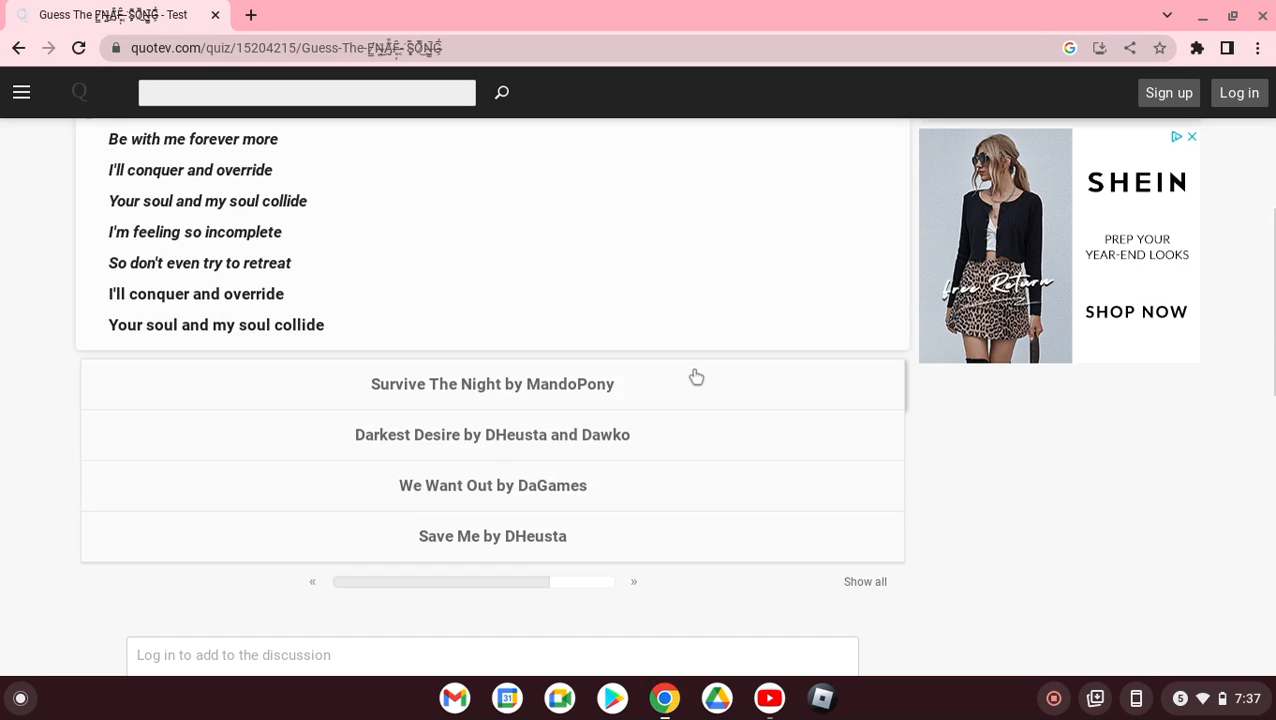 Guess The F̴N̴A̴F̴ ̴S̴O̴N̴G̴ - Test
quotev.com/quiz/15204215/Guess-The-F̴N̴A̴F̴-̴S̴O̴N̴G̴
Q
Sign up
Log in
Be with me forever more
I'll conquer and override
Your soul and my soul collide
I'm feeling so incomplete
So don't even try to retreat
I'll conquer and override
Your soul and my soul collide
SHEIN
PREP YOUR
YEAR-END LOOKS
free Return
SHOP NOW
Survive The Night by MandoPony
Darkest Desire by DHeusta and Dawko
We Want Out by DaGames
Save Me by DHeusta
« »
Show all
Log in to add to the discussion
31
5
7:37